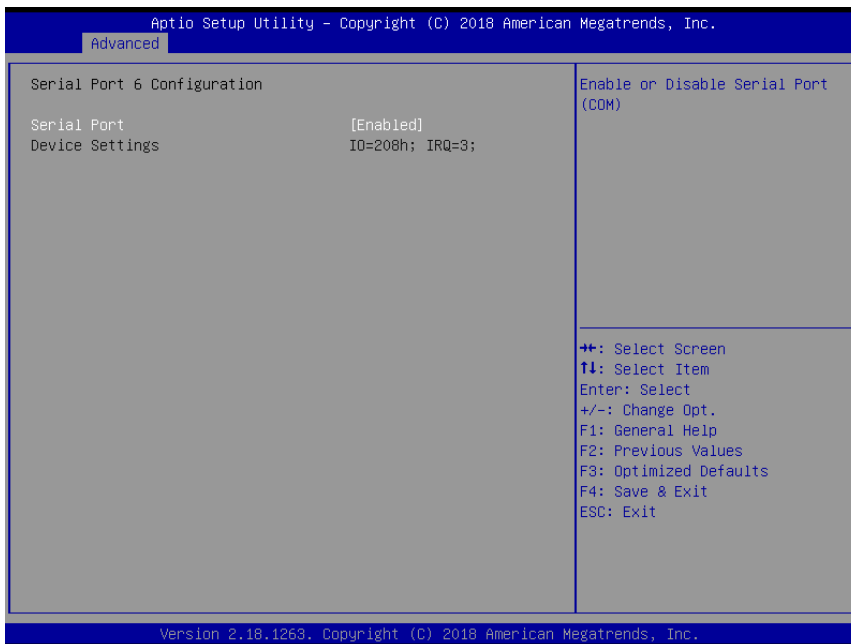 Aptio Setup Utility – Copyright (C) 2018 American Megatrends, Inc.
Advanced
Serial Port 6 Configuration
Serial Port [Enabled]
Device Settings IO=208h; IRQ=3;
Enable or Disable Serial Port
(COM)
→←: Select Screen
↑↓: Select Item
Enter: Select
+/-: Change Opt.
F1: General Help
F2: Previous Values
F3: Optimized Defaults
F4: Save & Exit
ESC: Exit
Version 2.18.1263. Copyright (C) 2018 American Megatrends, Inc.